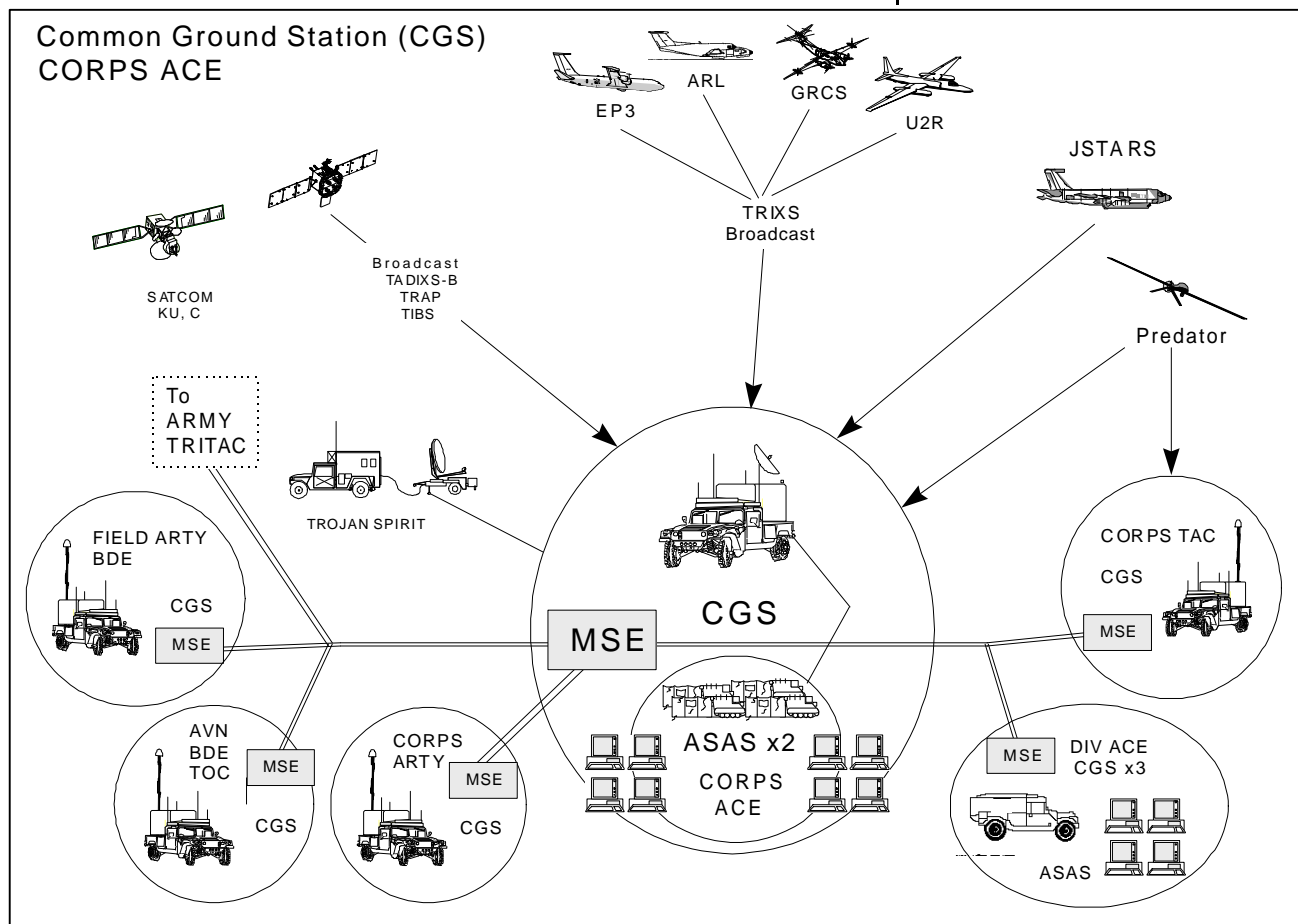 Common Ground Station (CGS)
CORPS ACE
EP3
ARL
GRCS
U2R
JSTARS
TRIXS
Broadcast
Broadcast
TADIXS-B
TRAP
TIBS
SATCOM
KU, C
Predator
To
ARMY
TRITAC
TROJAN SPIRIT
FIELD ARTY
BDE
CGS
MSE
CGS
MSE
CORPS TAC
CGS
MSE
AVN
BDE
TOC
MSE
CGS
CORPS
ARTY
MSE
CGS
ASAS x2
CORPS
ACE
MSE
DIV ACE
CGS x3
ASAS